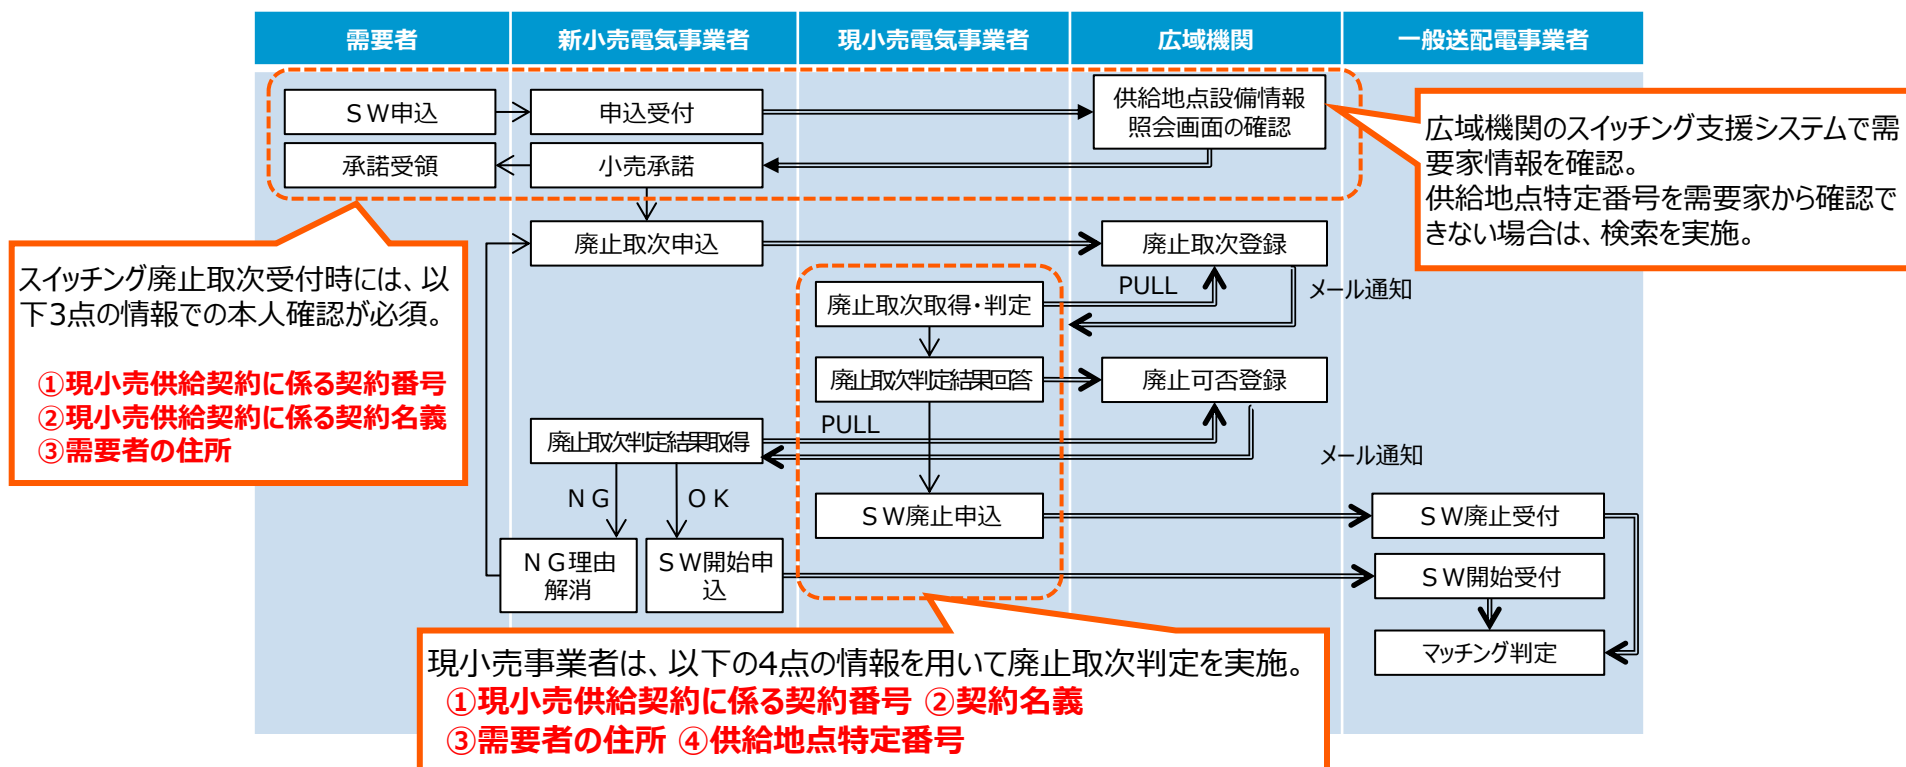 需要者
新小売電気事業者
現小売電気事業者
広域機関
一般送配電事業者
ＳＷ申込
申込受付
供給地点設備情報
照会画面の確認
承諾受領
小売承諾
広域機関のスイッチング支援システムで需
要家情報を確認。
供給地点特定番号を需要家から確認で
きない場合は、検索を実施。
廃止取次申込
廃止取次登録
スイッチング廃止取次受付時には、以
下3点の情報での本人確認が必須。
①現小売供給契約に係る契約番号
②現小売供給契約に係る契約名義
③需要者の住所
PULL
メール通知
廃止取次取得・判定
廃止取次判定結果回答
廃止可否登録
PULL
廃止取次判定結果取得
メール通知
ＮＧ
ＯＫ
ＳＷ廃止申込
ＳＷ廃止受付
ＮＧ理由
解消
ＳＷ開始申
込
ＳＷ開始受付
マッチング判定
現小売事業者は、以下の4点の情報を用いて廃止取次判定を実施。
①現小売供給契約に係る契約番号 ②契約名義
③需要者の住所 ④供給地点特定番号